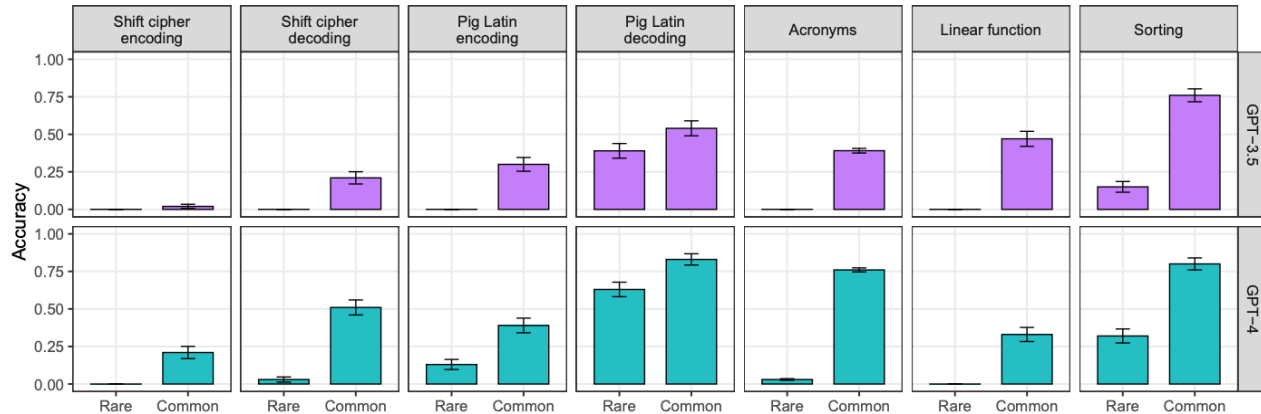 Shift cipher encoding
Shift cipher decoding
Pig Latin encoding
Pig Latin decoding
Acronyms
Linear function
Sorting
Accuracy
1.00
0.75
0.50
0.25
0.00
GPT−3.5
1.00
0.75
0.50
0.25
0.00
GPT−4
Rare Common Rare Common Rare Common Rare Common Rare Common Rare Common Rare Common